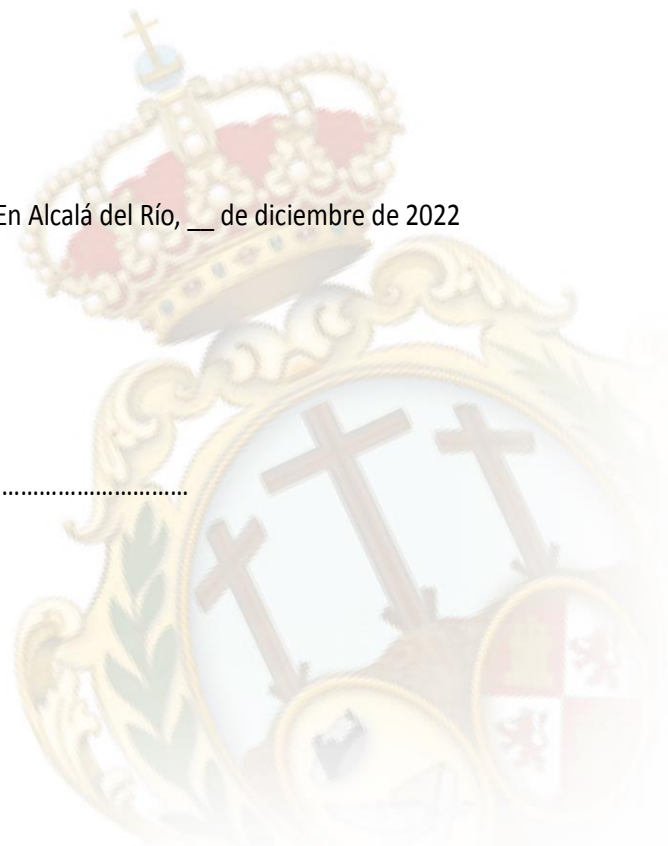 En Alcalá del Río, __ de diciembre de 2022
………………………….